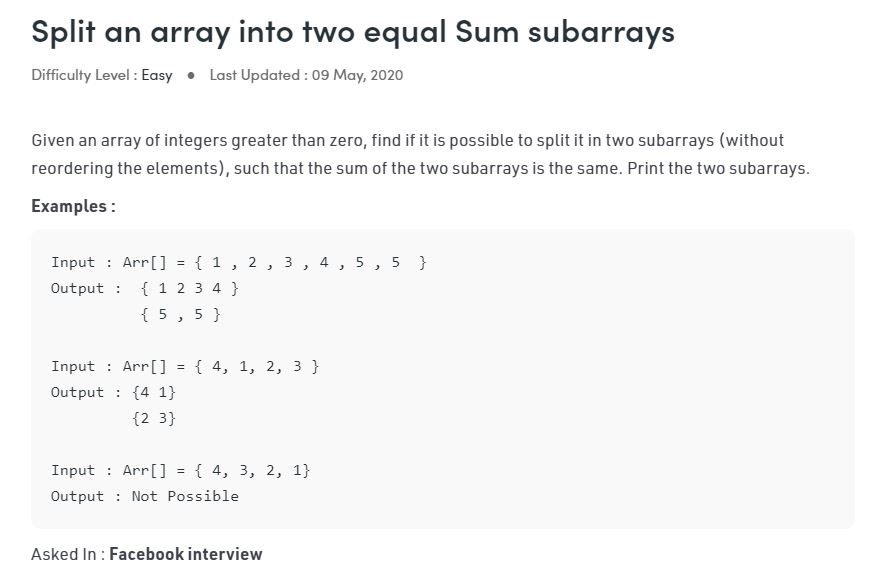 Split an array into two equal Sum subarrays
Difficulty Level : Easy ● Last Updated : 09 May, 2020
Given an array of integers greater than zero, find if it is possible to split it in two subarrays (without
reordering the elements), such that the sum of the two subarrays is the same. Print the two subarrays.
Examples :
Input : Arr[] = { 1 , 2 , 3 , 4 , 5 , 5  }
Output :  { 1 2 3 4 }
          { 5 , 5 }
Input : Arr[] = { 4, 1, 2, 3 }
Output : {4 1}
         {2 3}
Input : Arr[] = { 4, 3, 2, 1}
Output : Not Possible
Asked In : Facebook interview